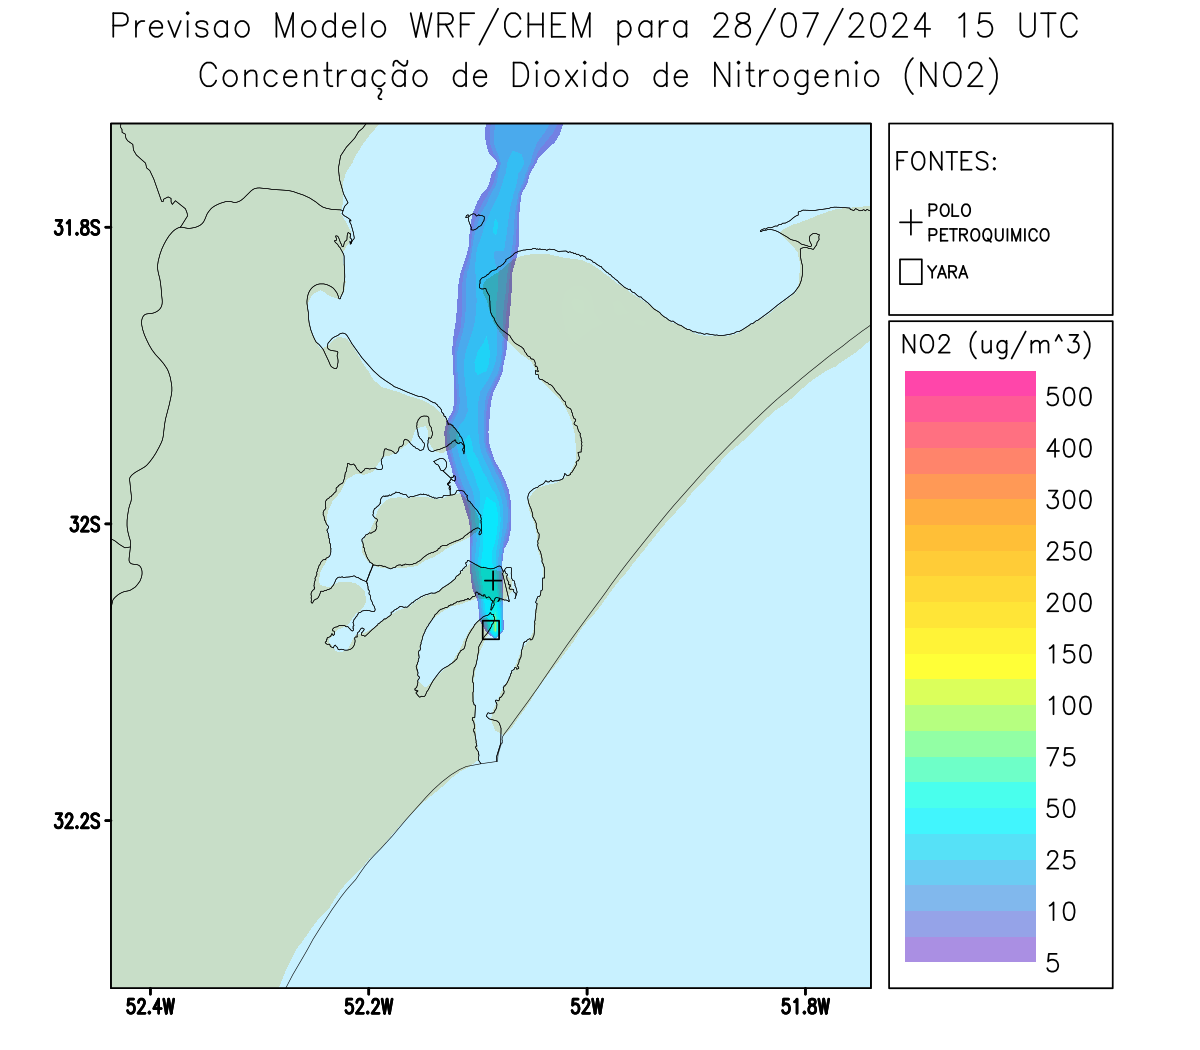 Previsao Modelo WRF/CHEM para 28/07/2024 15 UTC
Concentração de Dioxido de Nitrogenio (NO2)
FONTES:
POLO
PETROQUIMICO
YARA
31.8S
32S
32.2S
52.4W
52.2W
52W
51.8W
NO2 (ug/m^3)
500
400
300
250
200
150
100
75
50
25
10
5